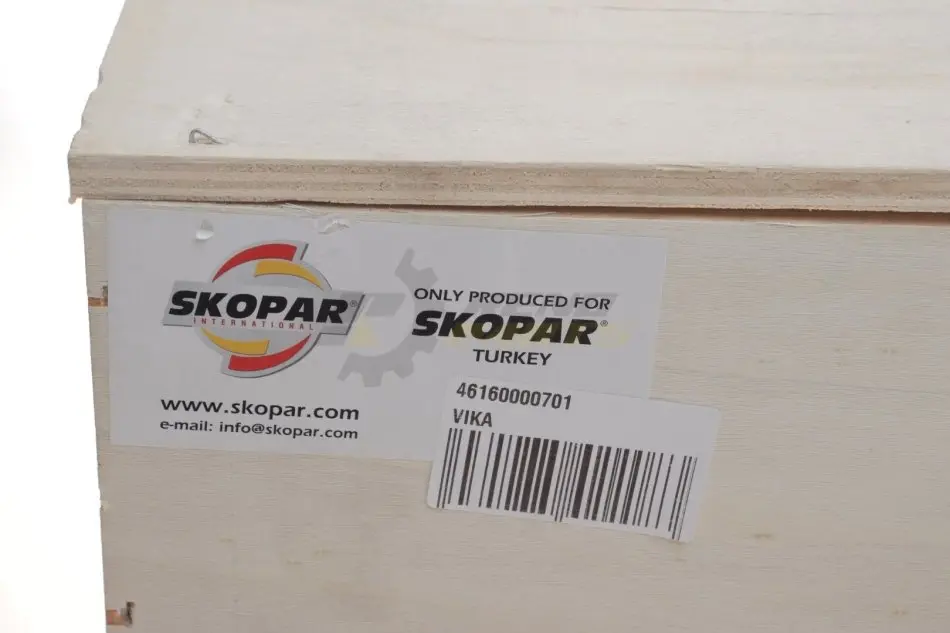 SKOPAR®
INTERNATIONAL
www.skopar.com
e-mail: info@skopar.com
ONLY PRODUCED FOR
SKOPAR®
TURKEY
46160000701
VIKA